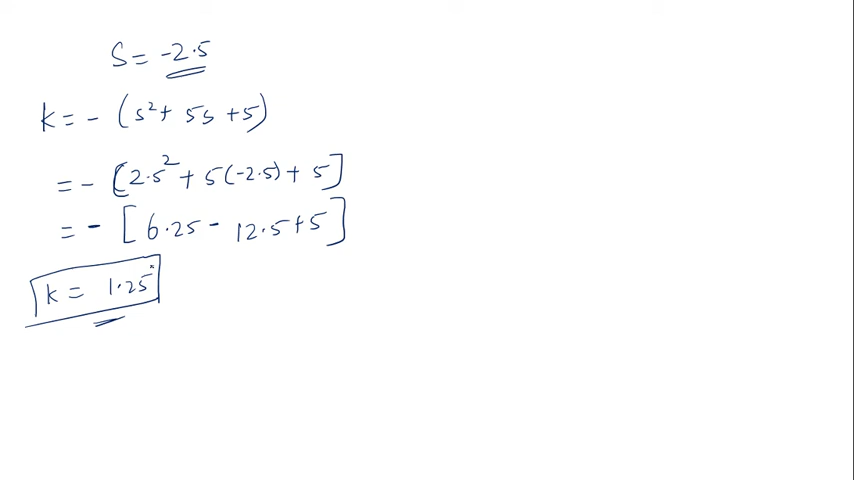 S = -2.5
K = - (s² + 5s + 5)
= - [2.5² + 5(-2.5) + 5]
= - [6.25 - 12.5 + 5]
K = 1.25